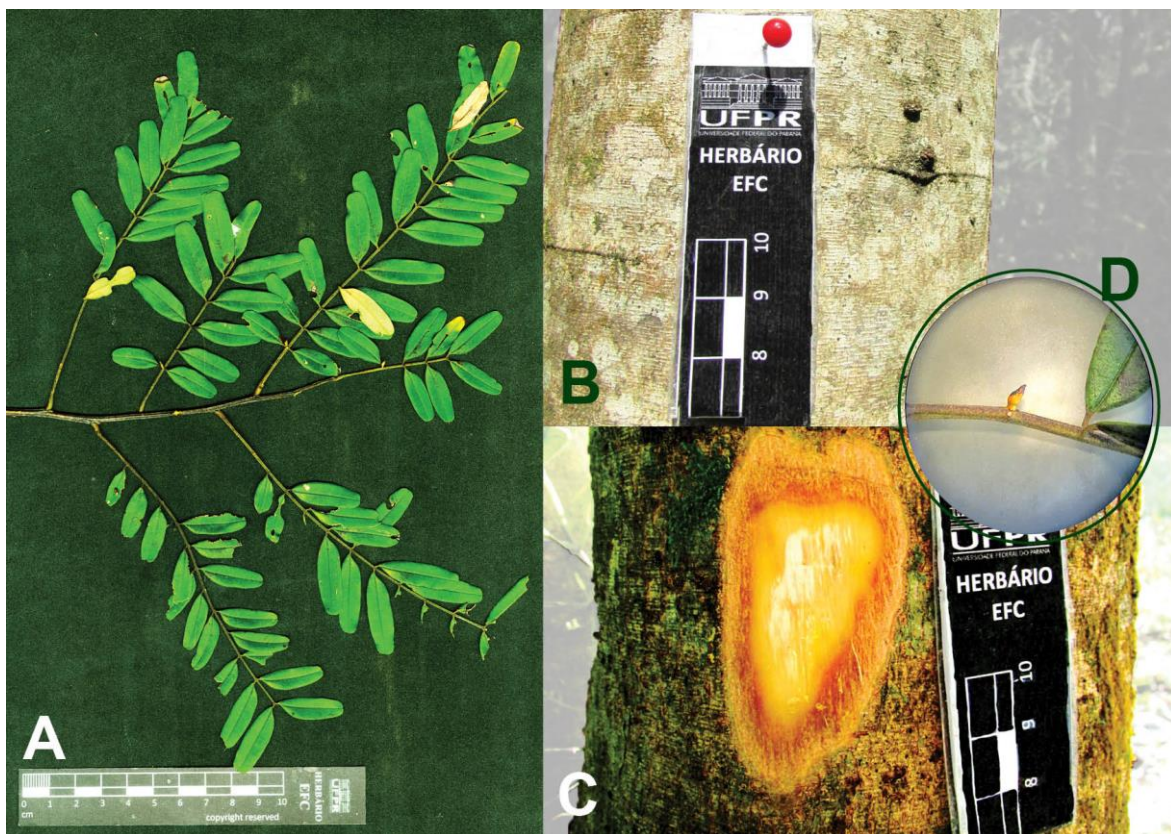 A
0 1 2 3 4 5 6 7 8 9 10
cm
copyright reserved
HERBÁRIO
EFC
UFPR
UFPR
UNIVERSIDADE FEDERAL DO PARANÁ
HERBÁRIO
EFC
10
9
8
B
D
UFPR
UNIVERSIDADE FEDERAL DO PARANÁ
HERBÁRIO
EFC
10
9
8
C